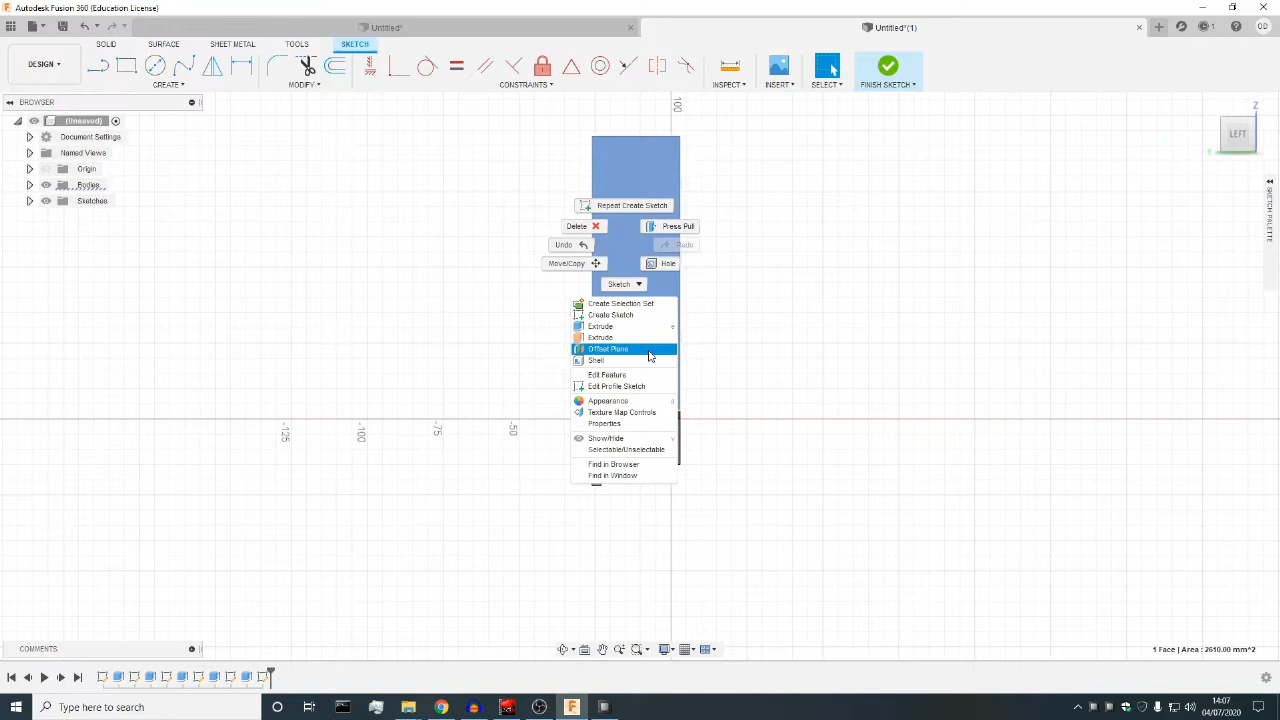 Autodesk Fusion 360 (Education License)
Untitled*
Untitled*(1)
1
OD
SOLID
SURFACE
SHEET METAL
TOOLS
SKETCH
DESIGN
CREATE
MODIFY
CONSTRAINTS
INSPECT
INSERT
SELECT
FINISH SKETCH
BROWSER
(Unsaved)
Document Settings
Named Views
Origin
Bodies
Sketches
100
Z
LEFT
SKETCH PALETTE
Repeat Create Sketch
Delete
Press Pull
Undo
Redo
Move/Copy
Hole
Sketch
Create Selection Set
Create Sketch
Extrude e
Extrude
Offset Plane
Shell
Edit Feature
Edit Profile Sketch
Appearance a
Texture Map Controls
Properties
Show/Hide v
Selectable/Unselectable
Find in Browser
Find in Window
-125
-100
-75
-50
COMMENTS
1 Face | Area : 2610.00 mm^2
Type here to search
14:07
04/07/2020